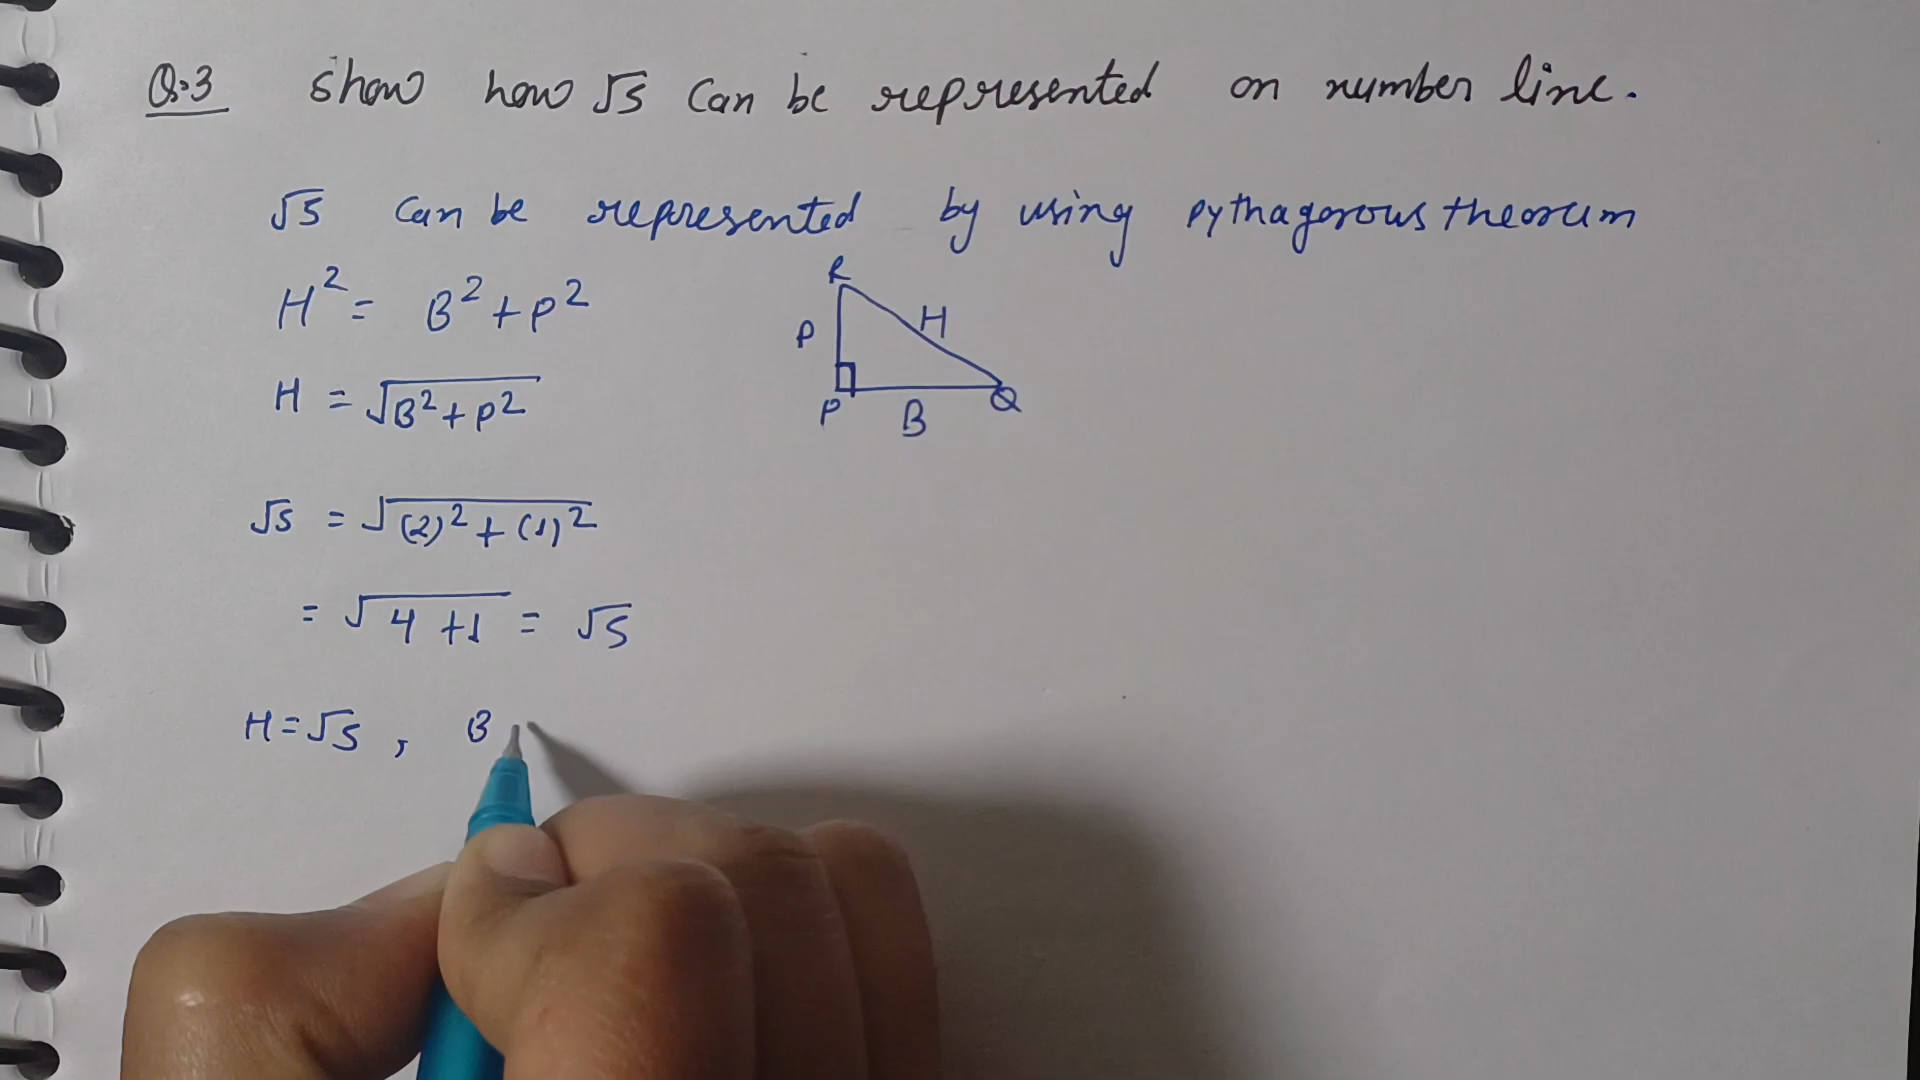 Q.3 Show how √5 can be represented on number line.
√5 can be represented by using pythagorous theorum
H² = B² + P²
H = √B² + P²
R
P H
P B Q
√5 = √(2)² + (1)²
= √4 + 1 = √5
H = √5 , B